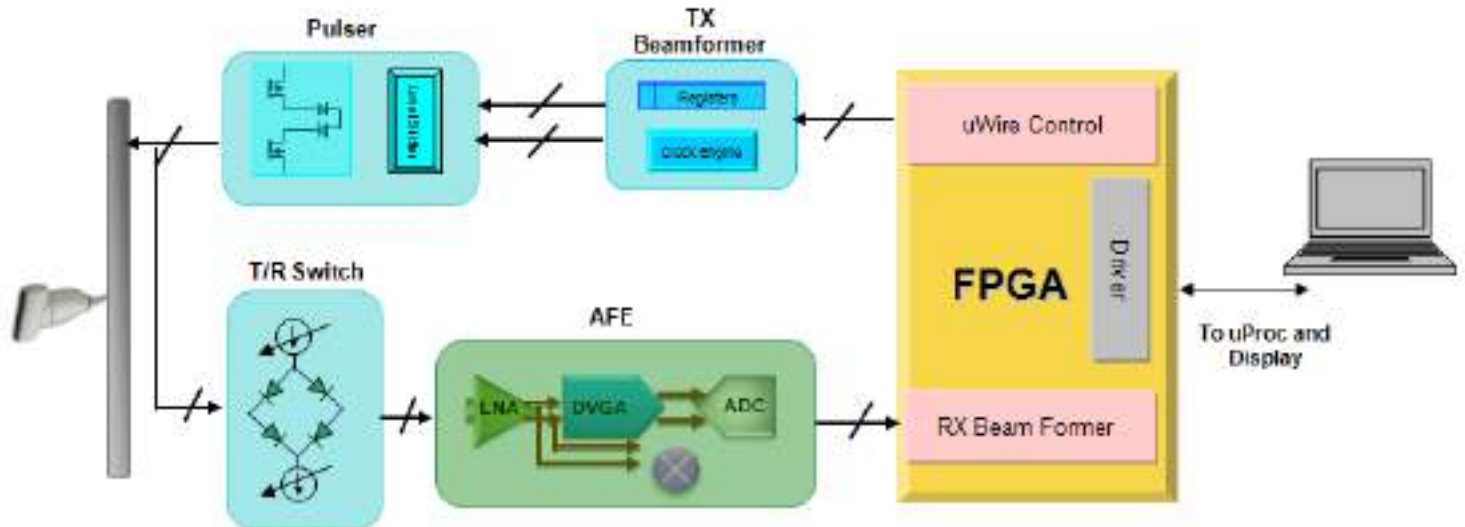 Pulser
TX
Beamformer
Registers
Clock Engine
uWire Control
Driver
FPGA
T/R Switch
AFE
LNA
DVGA
ADC
RX Beam Former
To uProc and
Display